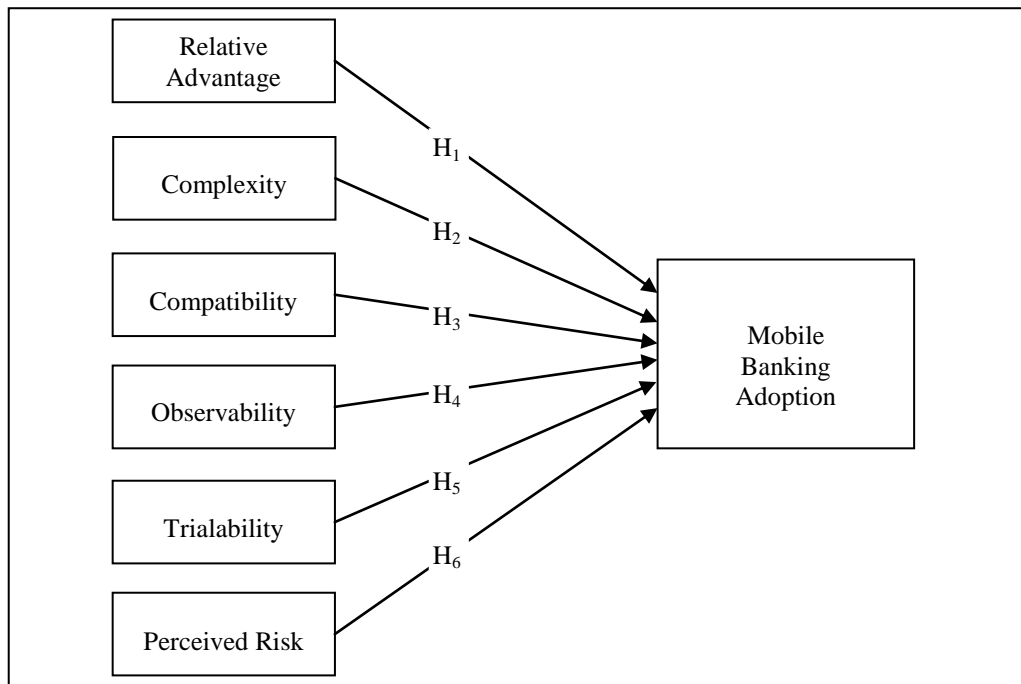 Relative
Advantage
H₁
Complexity
H₂
Compatibility
H₃
Mobile
Banking
Adoption
Observability
H₄
Trialability
H₅
Perceived Risk
H₆